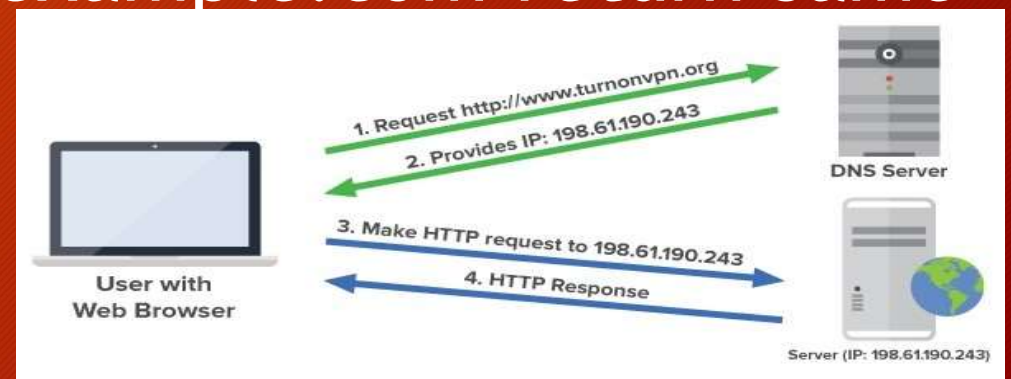 1. Request http://www.turnonvpn.org
2. Provides IP: 198.61.190.243
DNS Server
3. Make HTTP request to 198.61.190.243
4. HTTP Response
User with
Web Browser
Server (IP: 198.61.190.243)